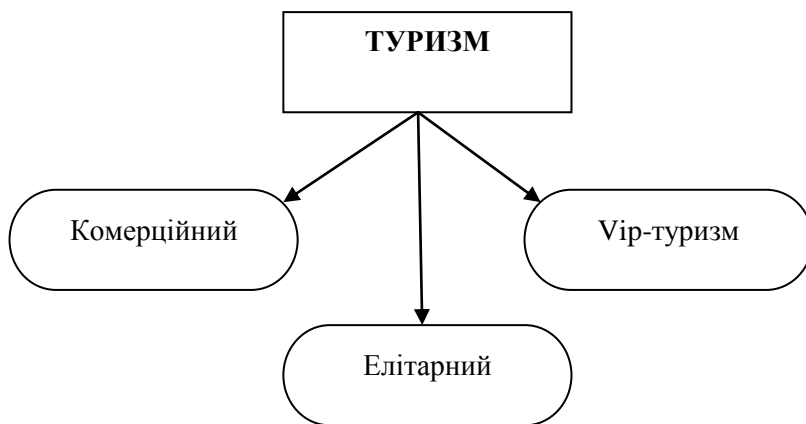 ТУРИЗМ
Комерційний
Vip-туризм
Елітарний